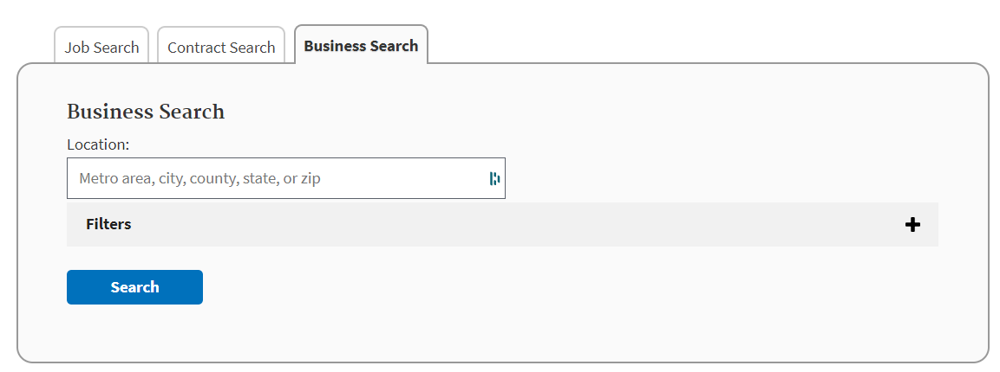 Job Search
Contract Search
Business Search
Business Search
Location:
Metro area, city, county, state, or zip
Filters
Search